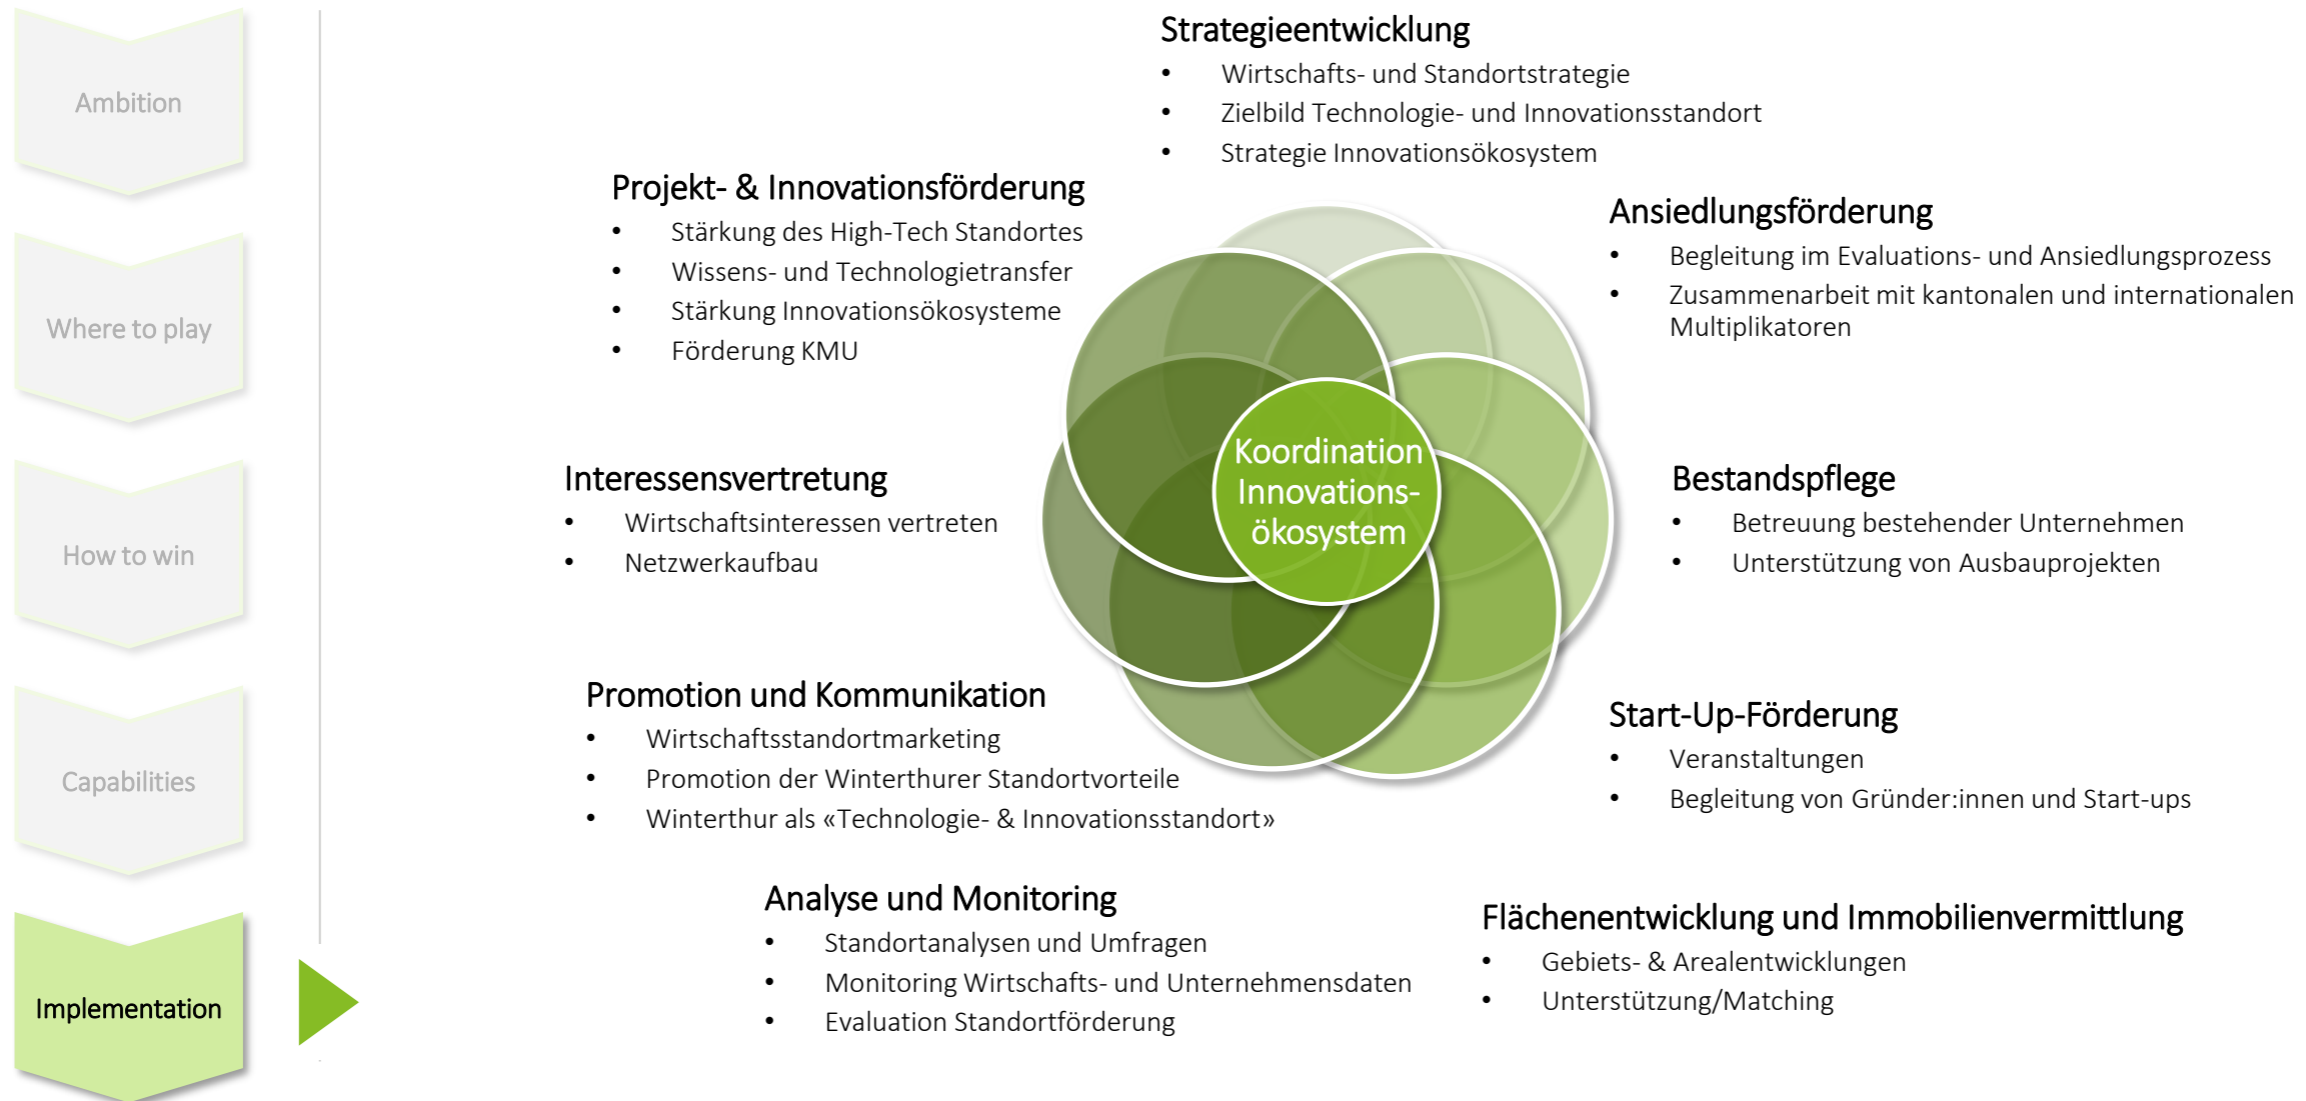 Ambition
Where to play
How to win
Capabilities
Implementation
Strategieentwicklung
• Wirtschafts- und Standortstrategie
• Zielbild Technologie- und Innovationsstandort
• Strategie Innovationsökosystem
Projekt- & Innovationsförderung
• Stärkung des High-Tech Standortes
• Wissens- und Technologietransfer
• Stärkung Innovationsökosysteme
• Förderung KMU
Ansiedlungsförderung
• Begleitung im Evaluations- und Ansiedlungsprozess
• Zusammenarbeit mit kantonalen und internationalen
Multiplikatoren
Koordination
Innovations-
ökosystem
Interessensvertretung
• Wirtschaftsinteressen vertreten
• Netzwerkaufbau
Bestandspflege
• Betreuung bestehender Unternehmen
• Unterstützung von Ausbauprojekten
Promotion und Kommunikation
• Wirtschaftsstandortmarketing
• Promotion der Winterthurer Standortvorteile
• Winterthur als «Technologie- & Innovationsstandort»
Start-Up-Förderung
• Veranstaltungen
• Begleitung von Gründer:innen und Start-ups
Analyse und Monitoring
• Standortanalysen und Umfragen
• Monitoring Wirtschafts- und Unternehmensdaten
• Evaluation Standortförderung
Flächenentwicklung und Immobilienvermittlung
• Gebiets- & Arealentwicklungen
• Unterstützung/Matching